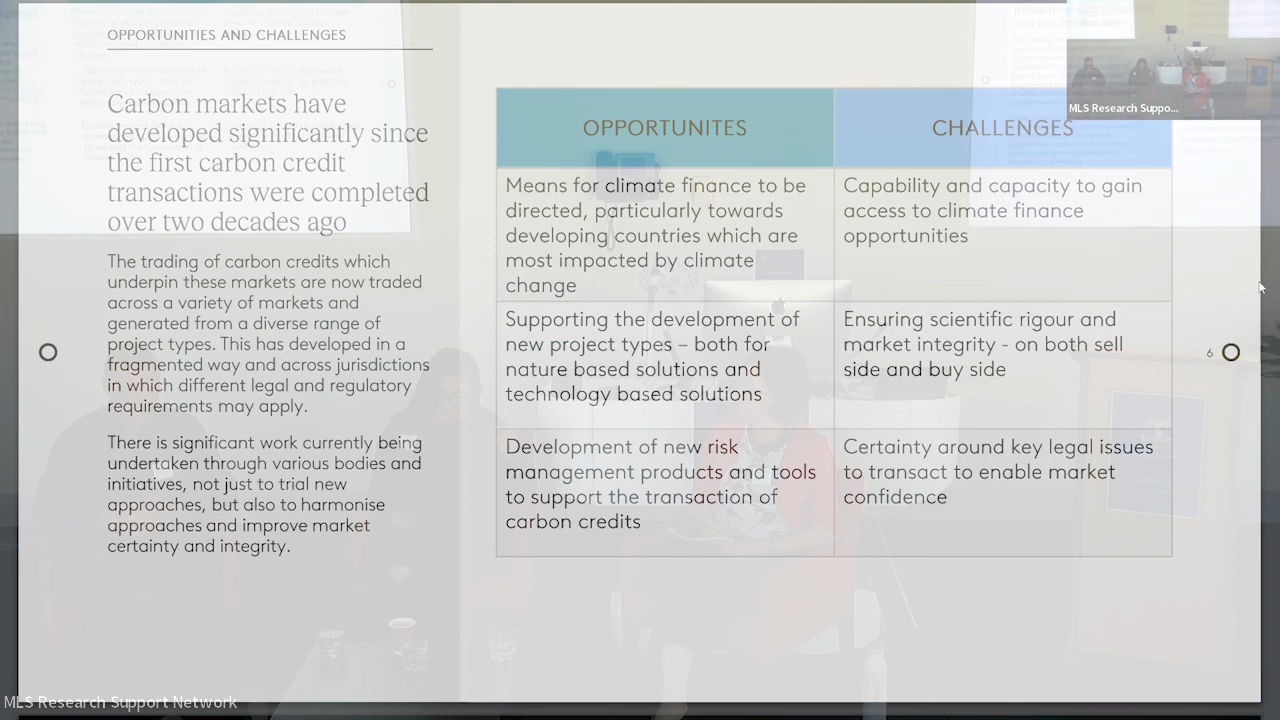 OPPORTUNITIES AND CHALLENGES
Carbon markets have
developed significantly since
the first carbon credit
transactions were completed
over two decades ago
The trading of carbon credits which
underpin these markets are now traded
across a variety of markets and
generated from a diverse range of
project types. This has developed in a
fragmented way and across jurisdictions
in which different legal and regulatory
requirements may apply.
There is significant work currently being
undertaken through various bodies and
initiatives, not just to trial new
approaches, but also to harmonise
approaches and improve market
certainty and integrity.
OPPORTUNITES
CHALLENGES
Means for climate finance to be
directed, particularly towards
developing countries which are
most impacted by climate
change
Capability and capacity to gain
access to climate finance
opportunities
Supporting the development of
new project types – both for
nature based solutions and
technology based solutions
Ensuring scientific rigour and
market integrity - on both sell
side and buy side
Development of new risk
management products and tools
to support the transaction of
carbon credits
Certainty around key legal issues
to transact to enable market
confidence
6
MLS Research Suppo...
MLS Research Support Network